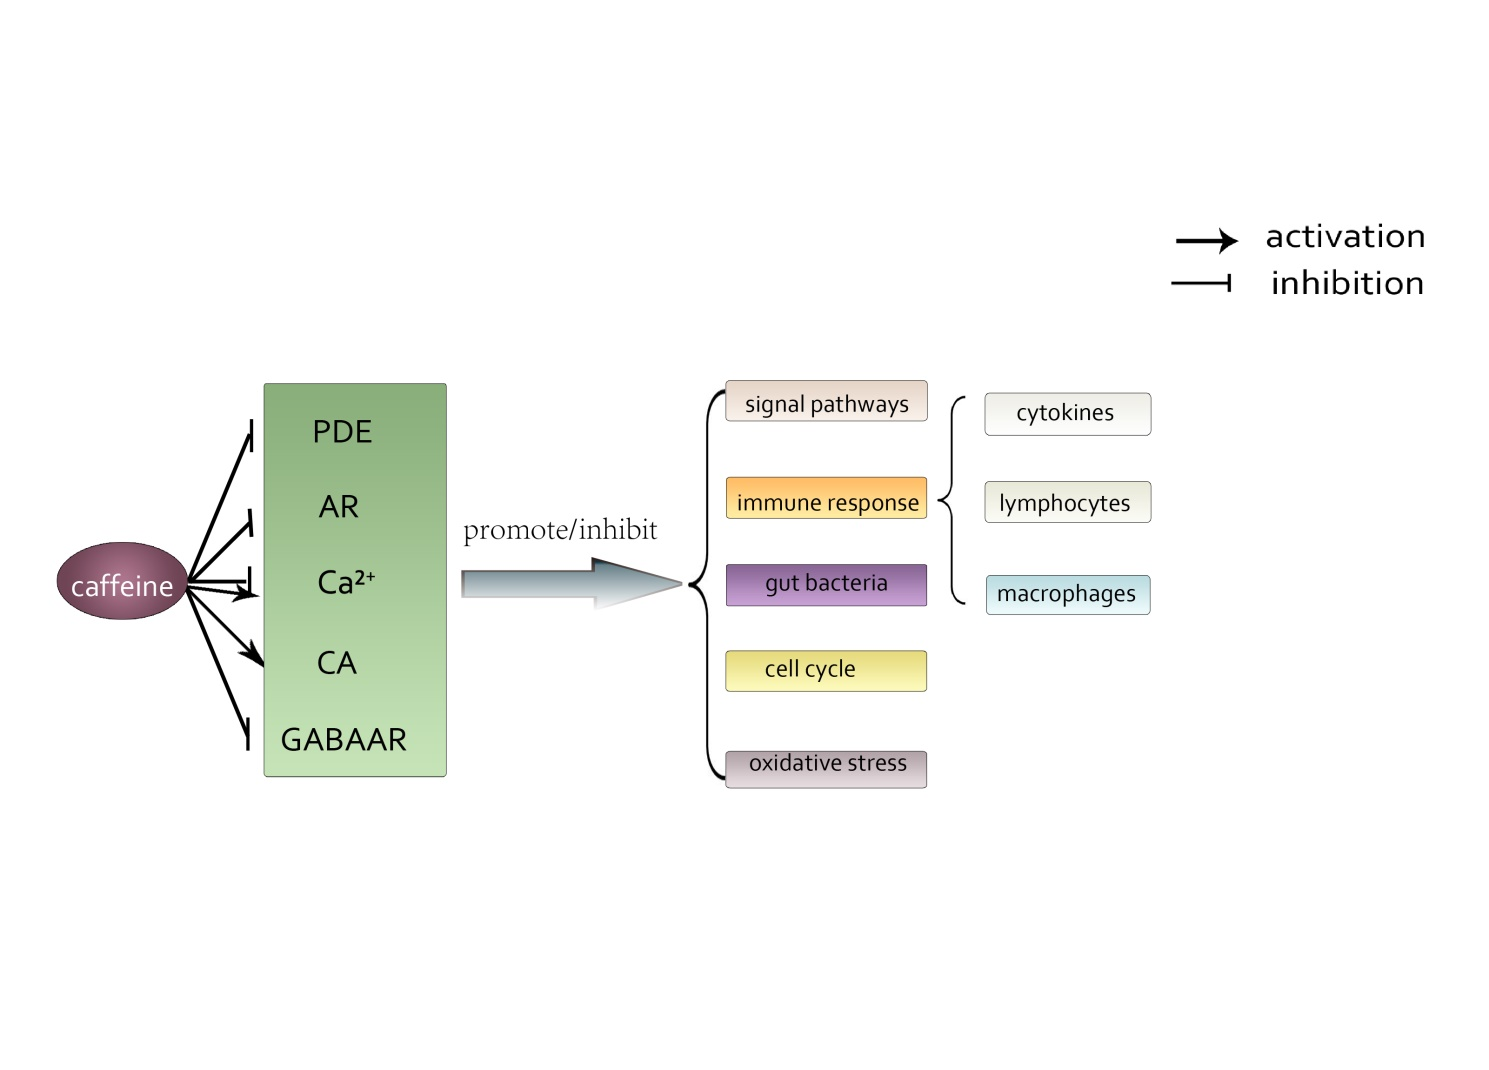 activation
inhibition
caffeine
PDE
AR
Ca²⁺
CA
GABAAR
promote/inhibit
signal pathways
immune response
gut bacteria
cell cycle
oxidative stress
cytokines
lymphocytes
macrophages